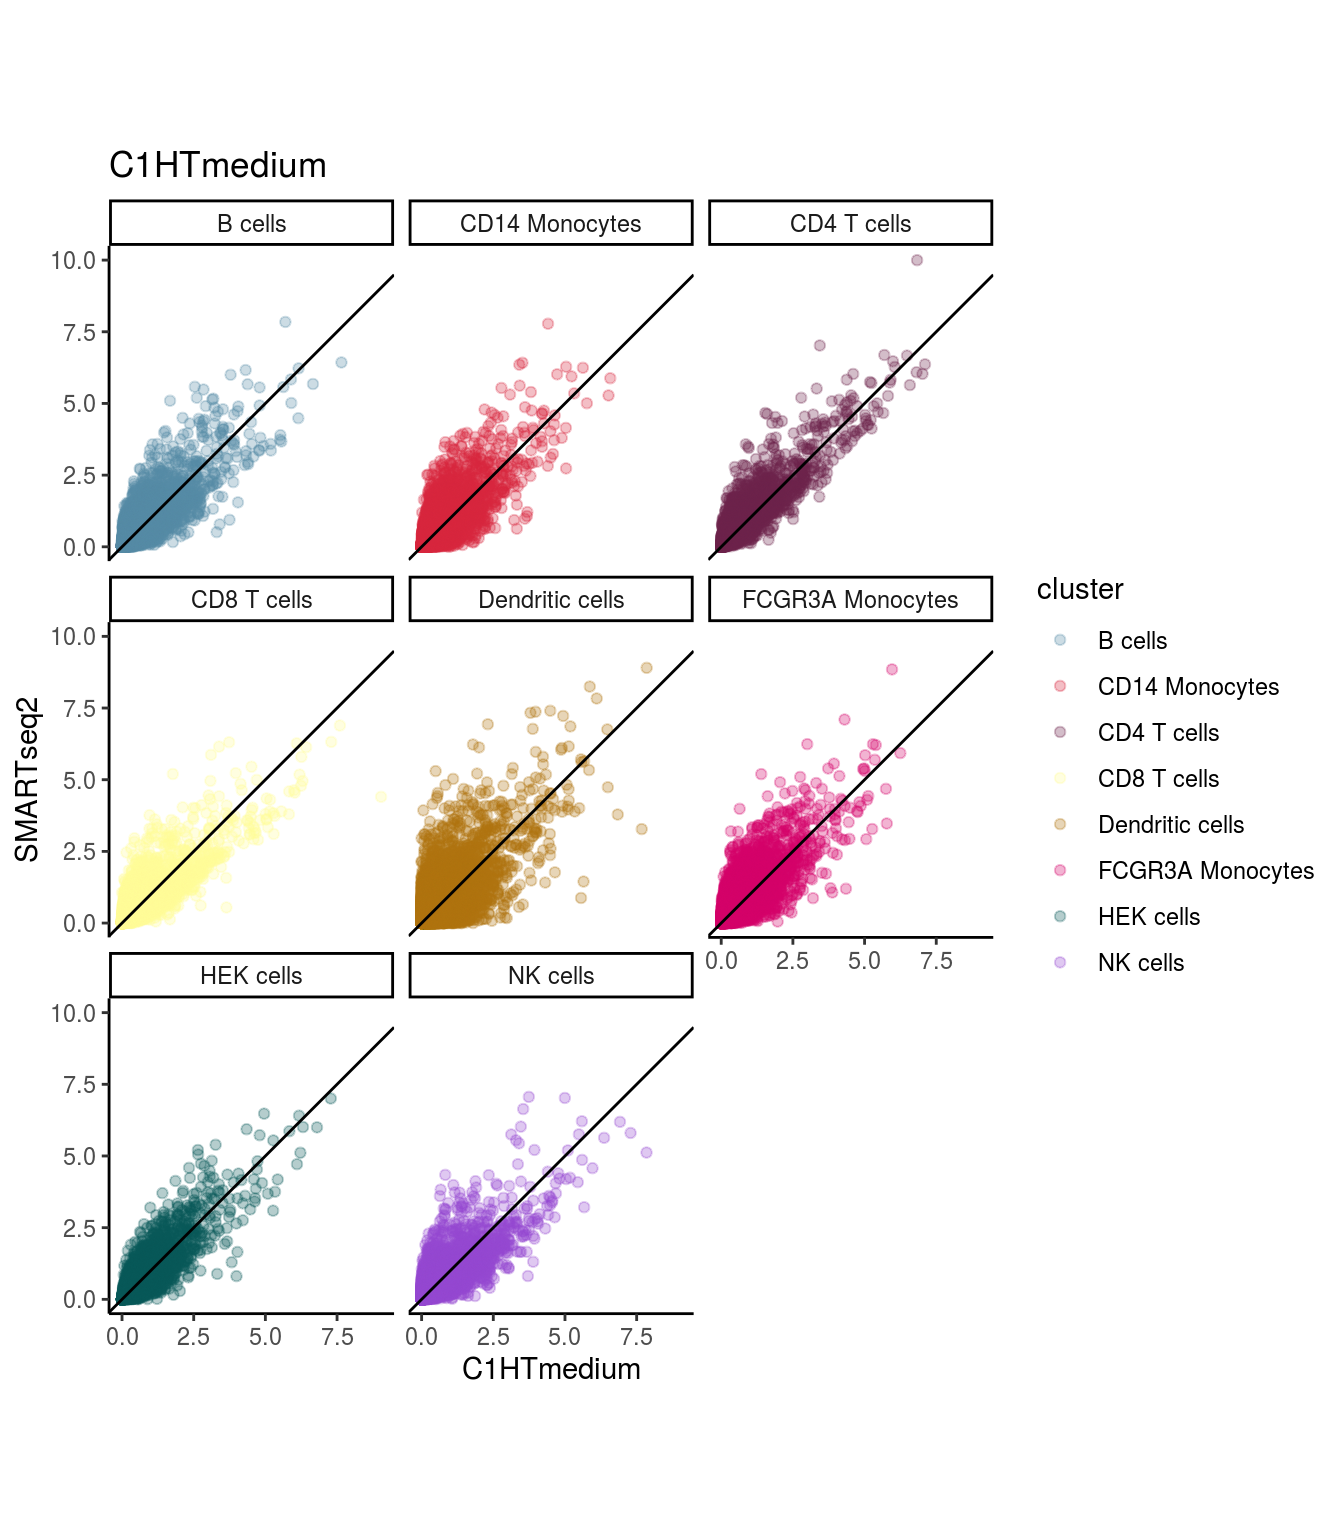 C1HTmedium
B cells
CD14 Monocytes
CD4 T cells
10.0
7.5
5.0
2.5
0.0
CD8 T cells
Dendritic cells
FCGR3A Monocytes
10.0
7.5
5.0
2.5
0.0
0.0 2.5 5.0 7.5
SMARTseq2
HEK cells
NK cells
10.0
7.5
5.0
2.5
0.0
0.0 2.5 5.0 7.5
0.0 2.5 5.0 7.5
C1HTmedium
cluster
B cells
CD14 Monocytes
CD4 T cells
CD8 T cells
Dendritic cells
FCGR3A Monocytes
HEK cells
NK cells